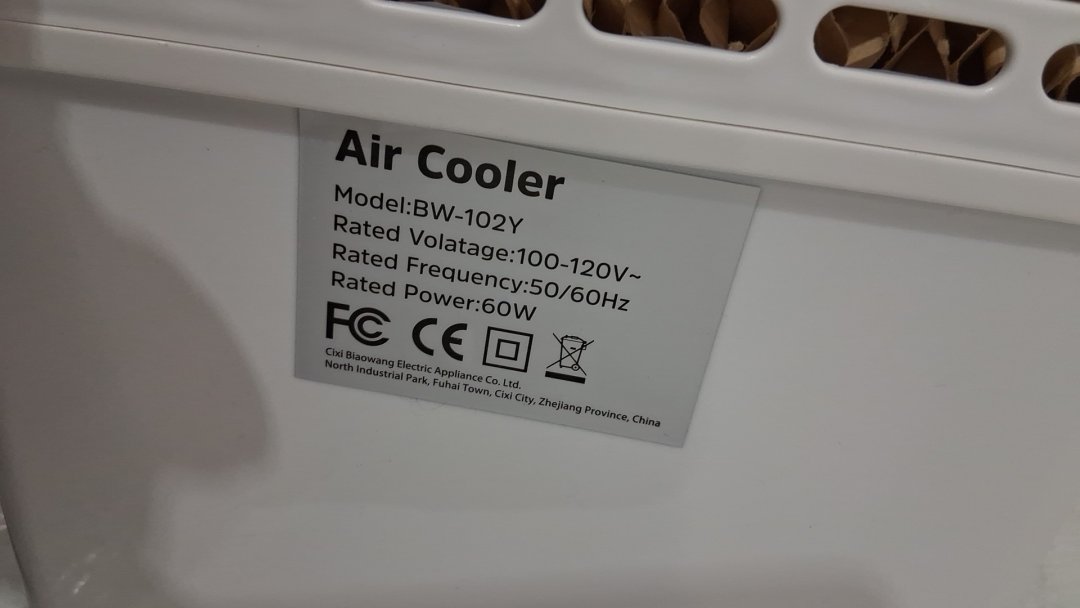 Air Cooler
Model:BW-102Y
Rated Volatage:100-120V~
Rated Frequency:50/60Hz
Rated Power:60W
FC CE
Cixi Biaowang Electric Appliance Co. Ltd.
North Industrial Park, Fuhai Town, Cixi City, Zhejiang Province, China